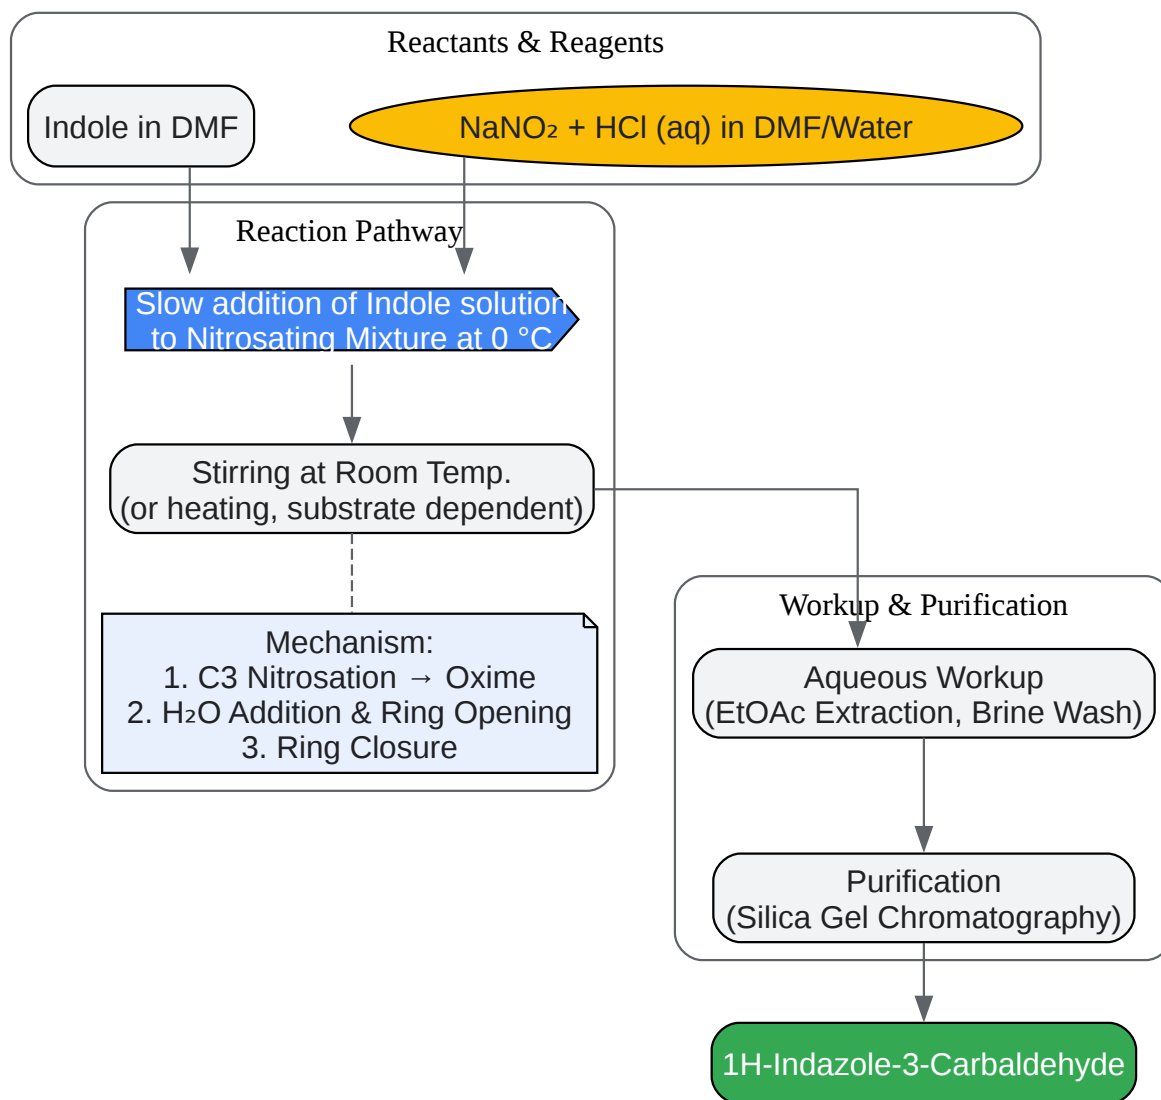 Reactants & Reagents
Indole in DMF
NaNO₂ + HCl (aq) in DMF/Water
Reaction Pathway
Slow addition of Indole solution
to Nitrosating Mixture at 0 °C
Stirring at Room Temp.
(or heating, substrate dependent)
Mechanism:
1. C3 Nitrosation → Oxime
2. H₂O Addition & Ring Opening
3. Ring Closure
Workup & Purification
Aqueous Workup
(EtOAc Extraction, Brine Wash)
Purification
(Silica Gel Chromatography)
1H-Indazole-3-Carbaldehyde